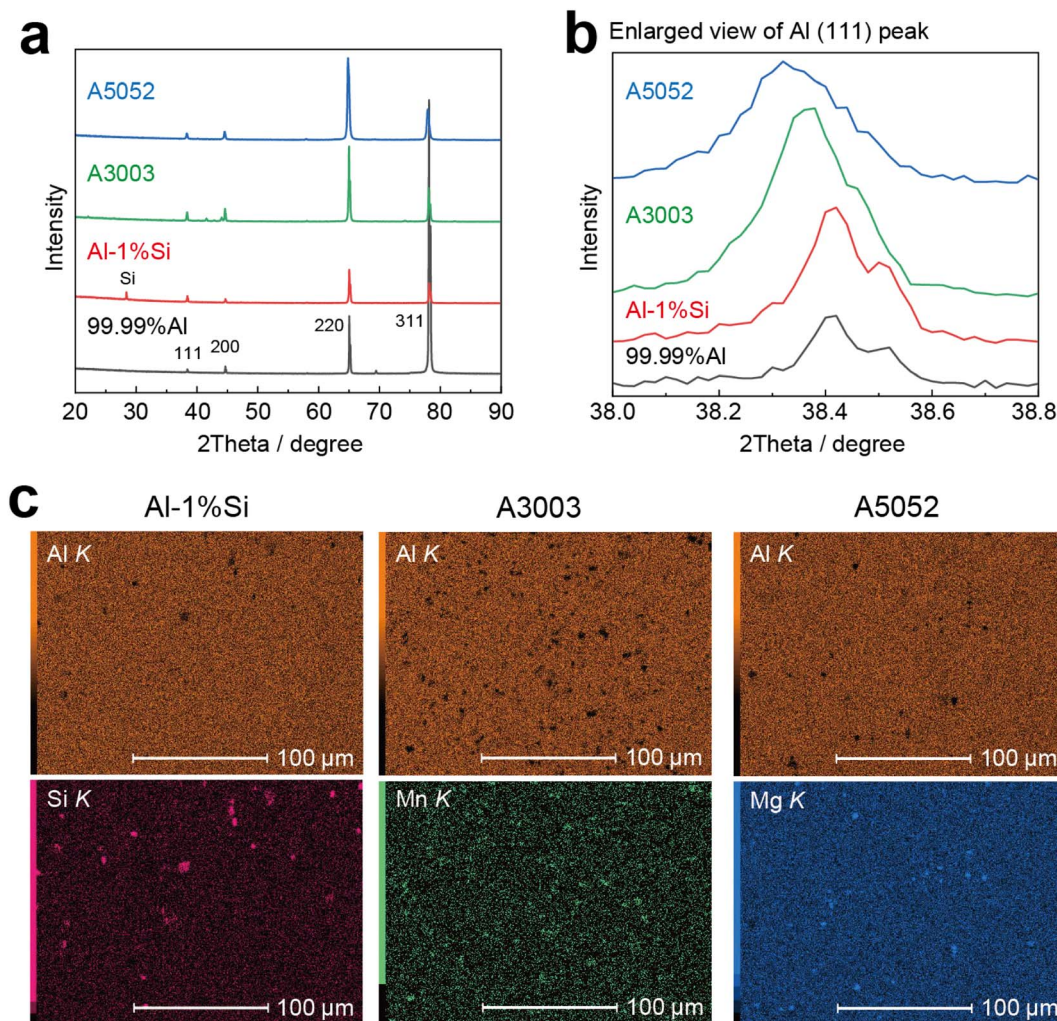 a
A5052
A3003
Al-1%Si
Si
99.99%Al
111
200
220
311
Intensity
20 30 40 50 60 70 80 90
2Theta / degree
b Enlarged view of Al (111) peak
A5052
A3003
Al-1%Si
99.99%Al
Intensity
38.0 38.2 38.4 38.6 38.8
2Theta / degree
c
Al-1%Si A3003 A5052
Al K Al K Al K
100 μm 100 μm 100 μm
Si K Mn K Mg K
100 μm 100 μm 100 μm